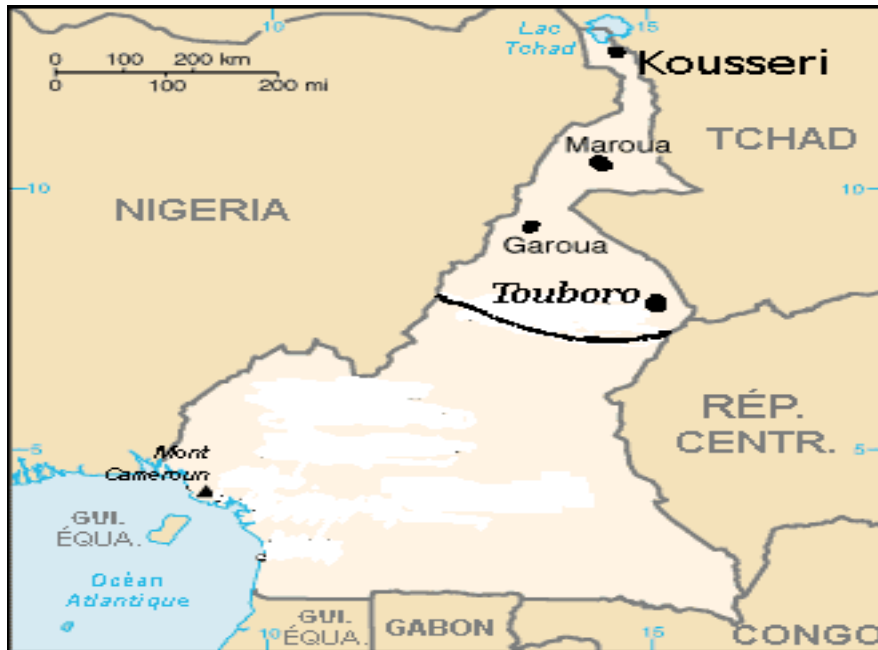 10
15
Lac
Tchad
0 100 200 km
0 100 200 mi
Kousseri
Maroua
TCHAD
10
10
NIGERIA
Garoua
Touboro
RÉP.
CENTR.
5
5
Mont
Cameroun
GUI.
ÉQUA.
Océan
Atlantique
10
GUI.
ÉQUA.
GABON
15
CONGO